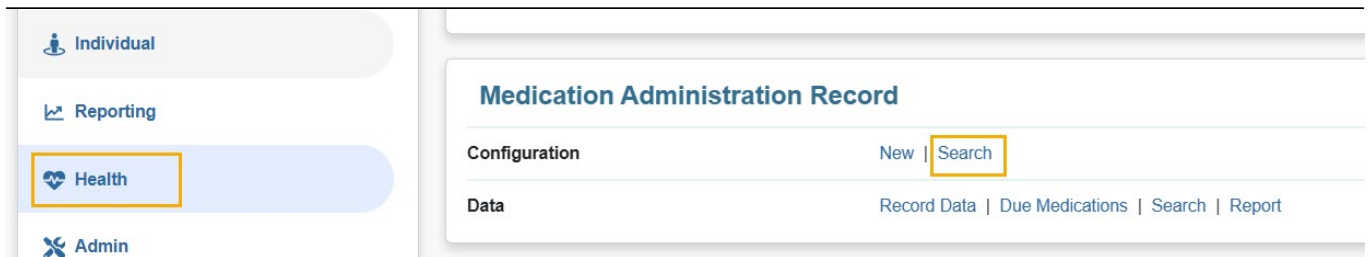 Individual
Reporting
Health
Admin
Medication Administration Record
Configuration New | Search
Data Record Data | Due Medications | Search | Report